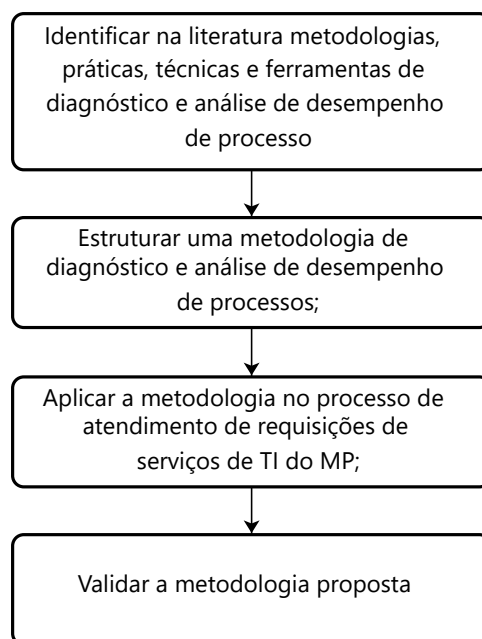 Identificar na literatura metodologias,
práticas, técnicas e ferramentas de
diagnóstico e análise de desempenho
de processo
Estruturar uma metodologia de
diagnóstico e análise de desempenho
de processos;
Aplicar a metodologia no processo de
atendimento de requisições de
serviços de TI do MP;
Validar a metodologia proposta